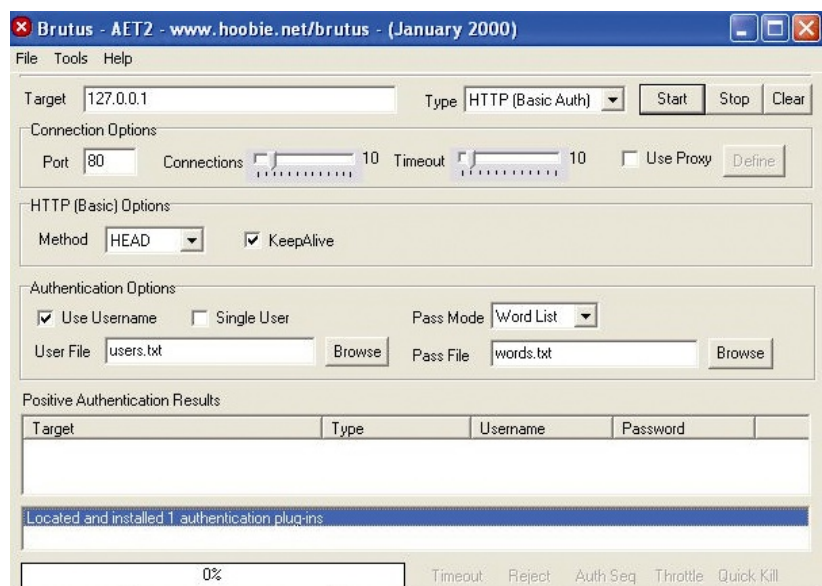 Brutus - AET2 - www.hoobie.net/brutus - (January 2000)
File Tools Help
Target 127.0.0.1 Type HTTP (Basic Auth) Start Stop Clear
Connection Options
Port 80 Connections 10 Timeout 10 Use Proxy Define
HTTP (Basic) Options
Method HEAD KeepAlive
Authentication Options
Use Username Single User Pass Mode Word List
User File users.txt Browse Pass File words.txt Browse
Positive Authentication Results
Target Type Username Password
Located and installed 1 authentication plug-ins
0% Timeout Reject Auth Seq Throttle Quick Kill